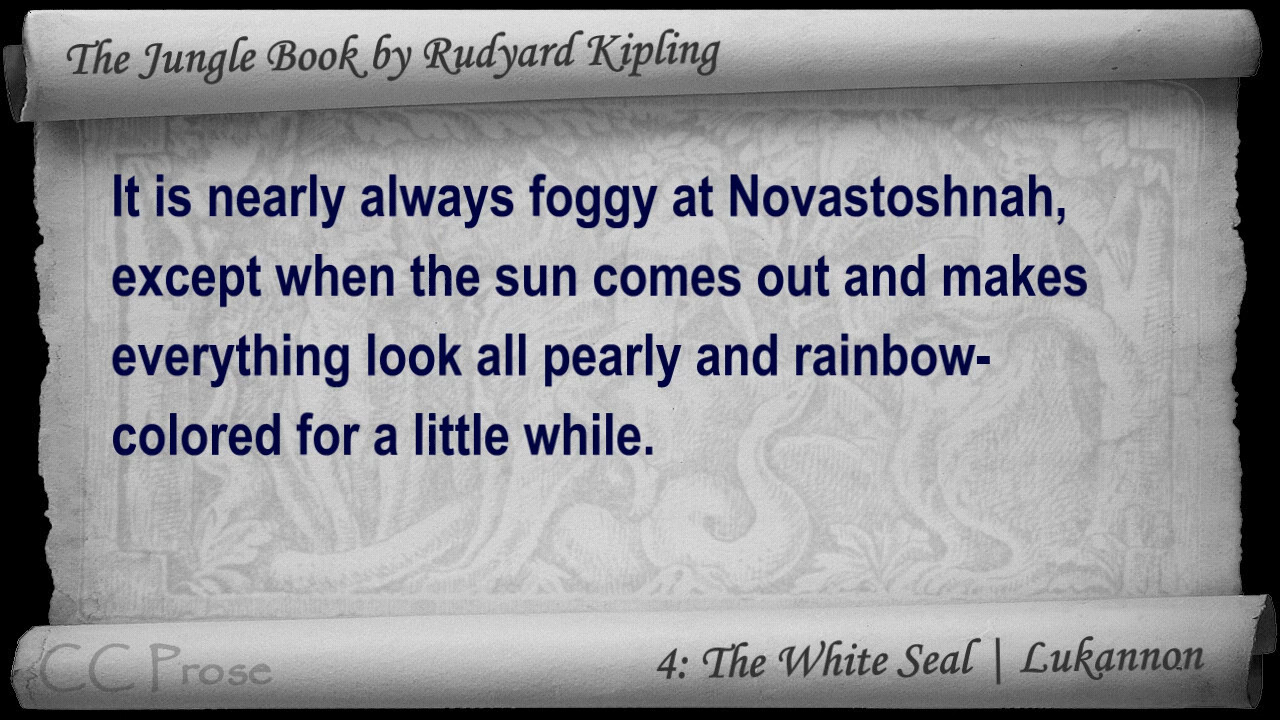 The Jungle Book by Rudyard Kipling
It is nearly always foggy at Novastoshnah,
except when the sun comes out and makes
everything look all pearly and rainbow-
colored for a little while.
CC Prose
4: The White Seal | Lukannon